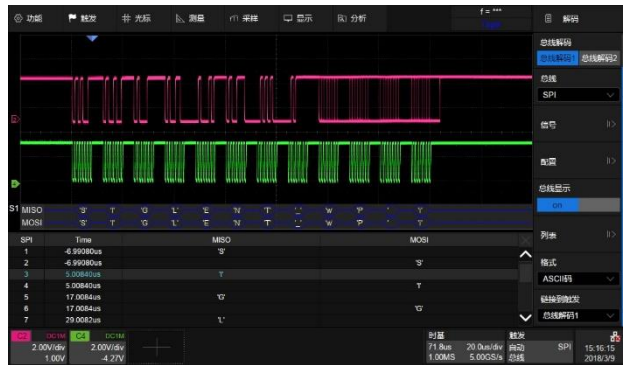 功能 触发 # 光标 测量 采样 显示 分析 f = *** 解码
总线解码
总线解码1 总线解码2
总线
SPI
信号
配置
总线显示
on
列表
格式
ASCII码
链接到触发
总线解码1
S1 MISO 'S' 'I' 'G' 'L' 'E' 'N' 'T' '_' 'w' 'P'
MOSI 'S' 'I' 'G' 'L' 'E' 'N' 'T' '_' 'w' 'P'
SPI Time MISO MOSI
1 -6.99080us 'S'
2 -6.99080us 'S'
3 5.00840us 'I'
4 5.00840us 'I'
5 17.0084us 'G'
6 17.0084us 'G'
7 29.0082us 'L'
C2 DC1M C4 DC1M 时基 触发
2.00V/div 2.00V/div 71.8us 20.0us/div 自动 SPI 15:16:15
1.00V -4.27V 1.00MS 5.00GS/s 总线 2018/3/9